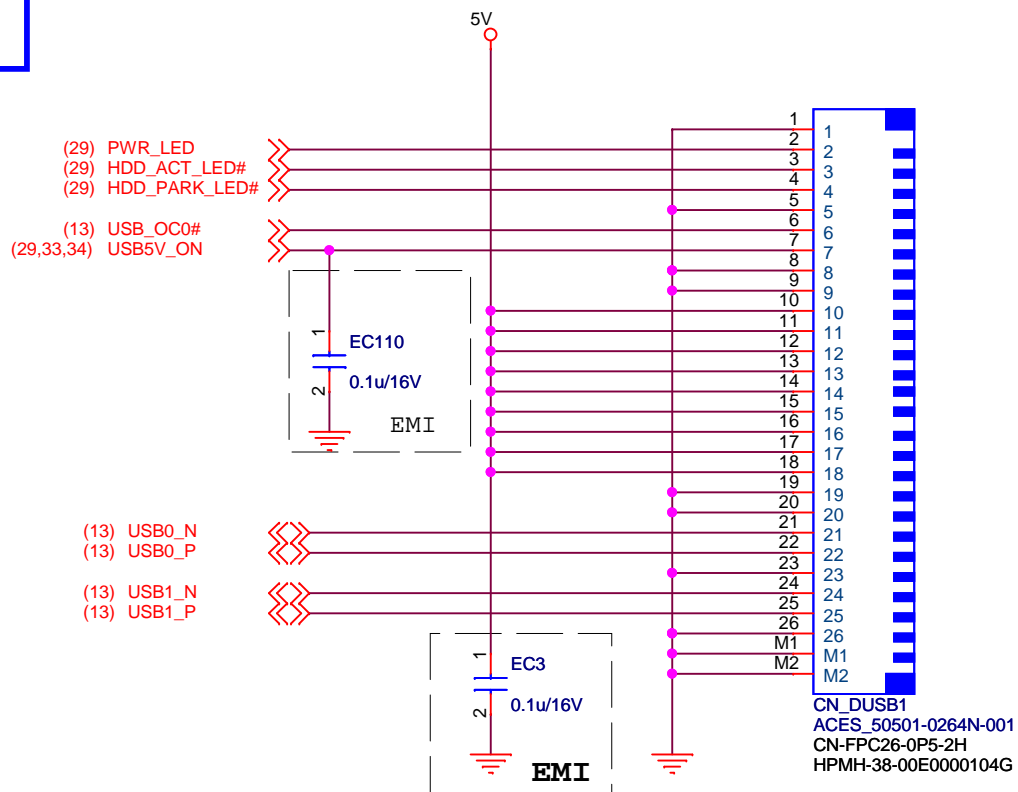 5V
(29) PWR_LED
(29) HDD_ACT_LED#
(29) HDD_PARK_LED#
(13) USB_OC0#
(29,33,34) USB5V_ON
1
EC110
2
0.1u/16V
EMI
(13) USB0_N
(13) USB0_P
(13) USB1_N
(13) USB1_P
1
EC3
2
0.1u/16V
EMI
1 1
2 2
3 3
4 4
5 5
6 6
7 7
8 8
9 9
10 10
11 11
12 12
13 13
14 14
15 15
16 16
17 17
18 18
19 19
20 20
21 21
22 22
23 23
24 24
25 25
26 26
M1 M1
M2 M2
CN_DUSB1
ACES_50501-0264N-001
CN-FPC26-0P5-2H
HPMH-38-00E0000104G